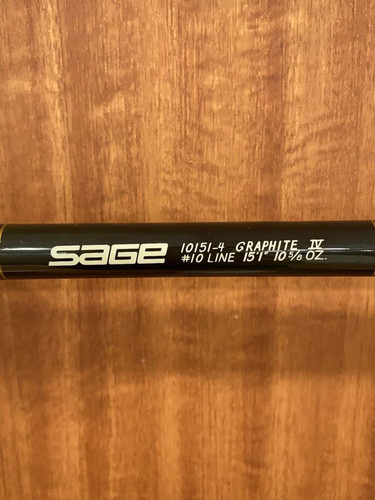 SAGE 10151-4 GRAPHITE IV
#10 LINE 15'1" 10 5/8 OZ.